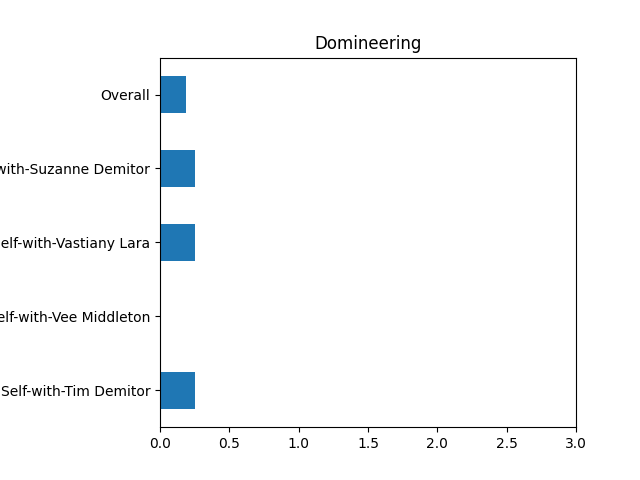 Domineering
Overall
with-Suzanne Demitor
elf-with-Vastiany Lara
elf-with-Vee Middleton
Self-with-Tim Demitor
0.0 0.5 1.0 1.5 2.0 2.5 3.0